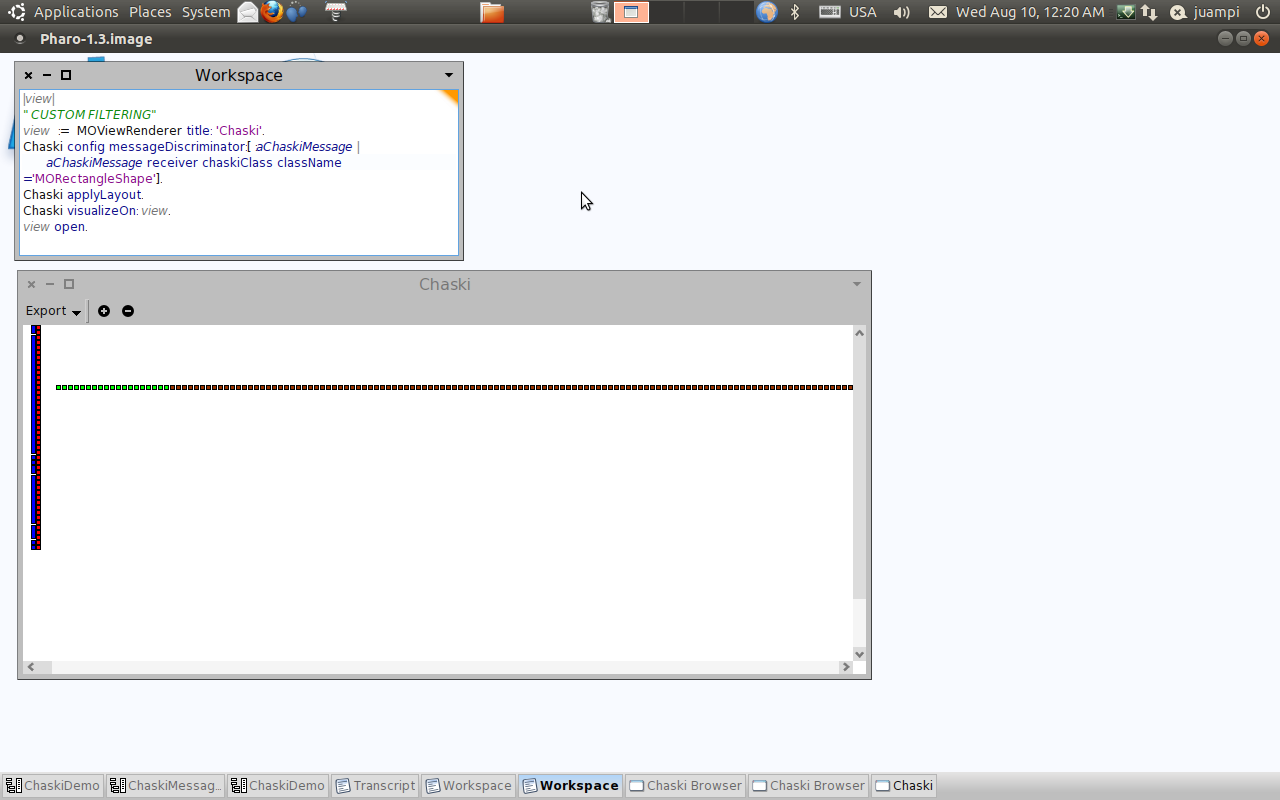 Applications Places System USA Wed Aug 10, 12:20 AM juampi
Pharo-1.3.image
Workspace
|view|
" CUSTOM FILTERING"
view := MOViewRenderer title: 'Chaski'.
Chaski config messageDiscriminator:[ :aChaskiMessage |
aChaskiMessage receiver chaskiClass className
='MORectangleShape'].
Chaski applyLayout.
Chaski visualizeOn: view.
view open.
Chaski
Export
ChaskiDemo ChaskiMessag... ChaskiDemo Transcript Workspace Workspace Chaski Browser Chaski Browser Chaski